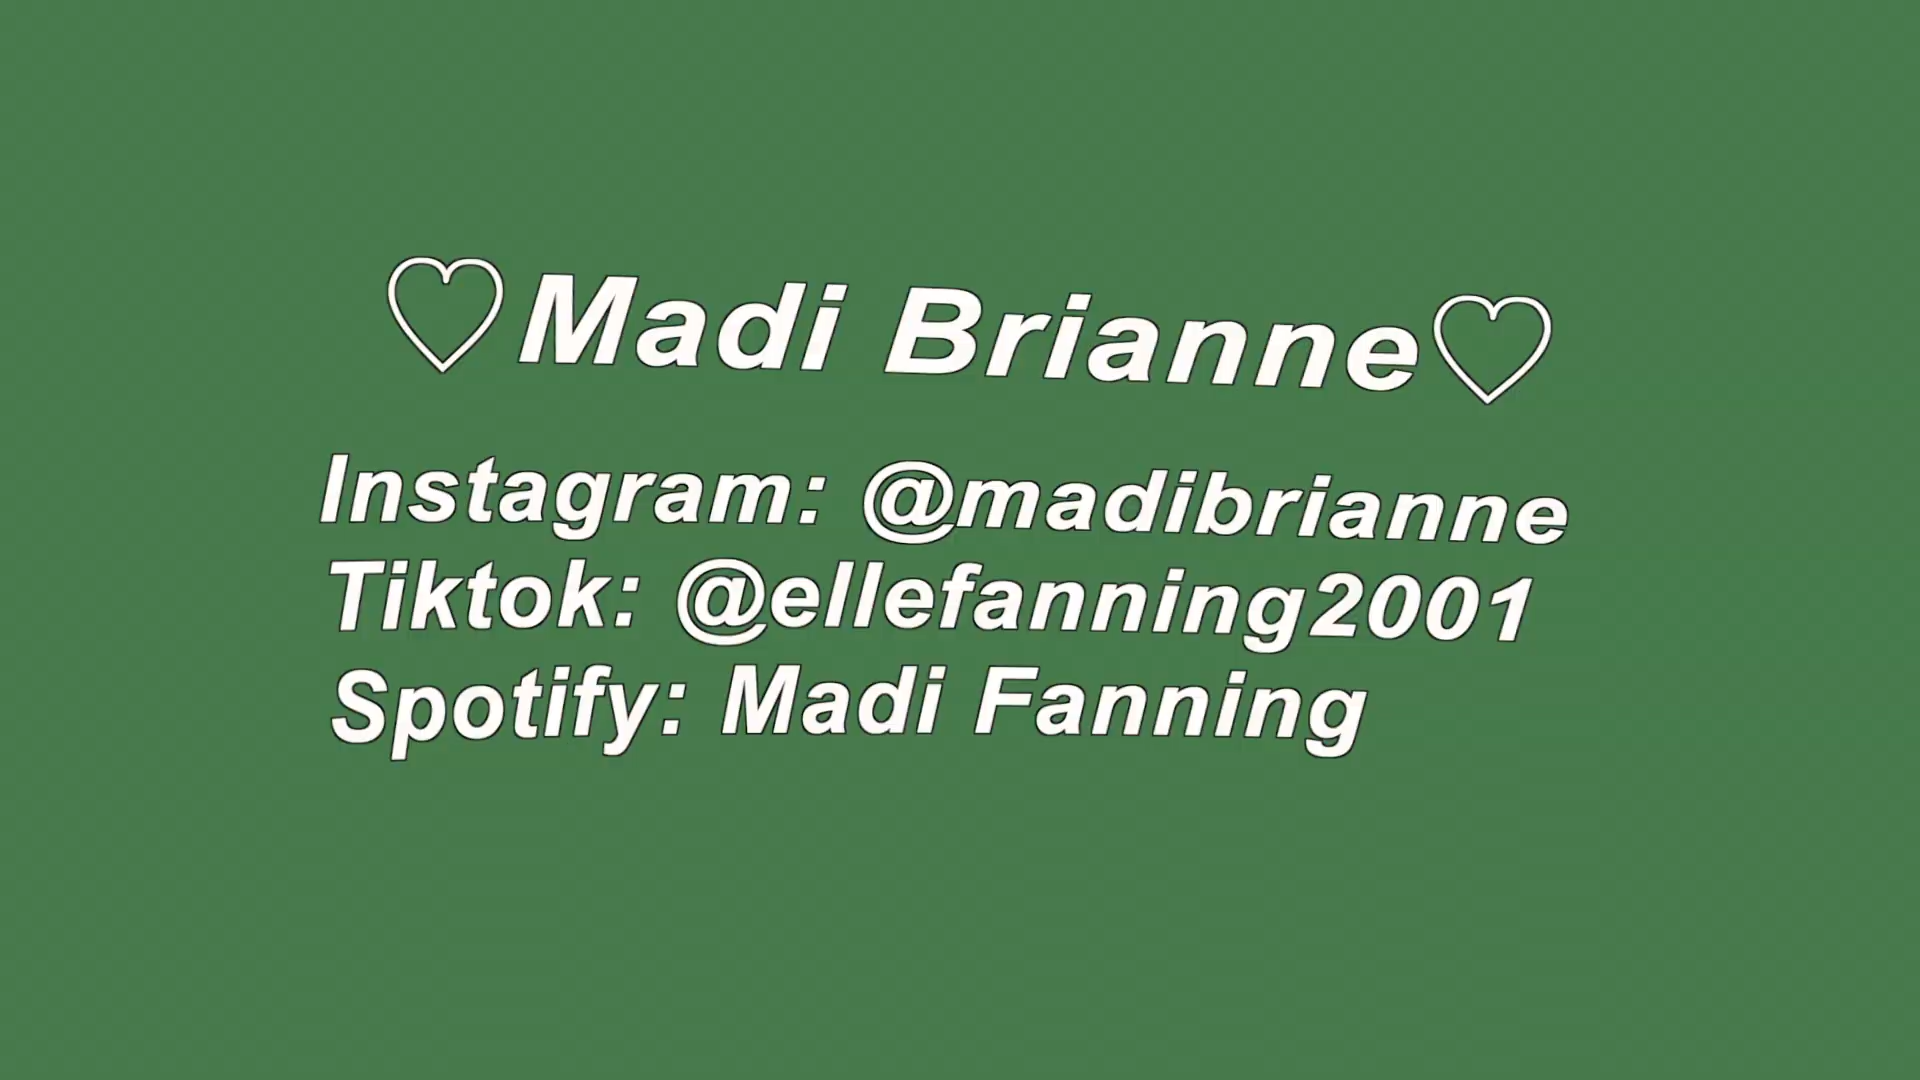 ♡Madi Brianne♡
Instagram: @madibrianne
Tiktok: @ellefanning2001
Spotify: Madi Fanning